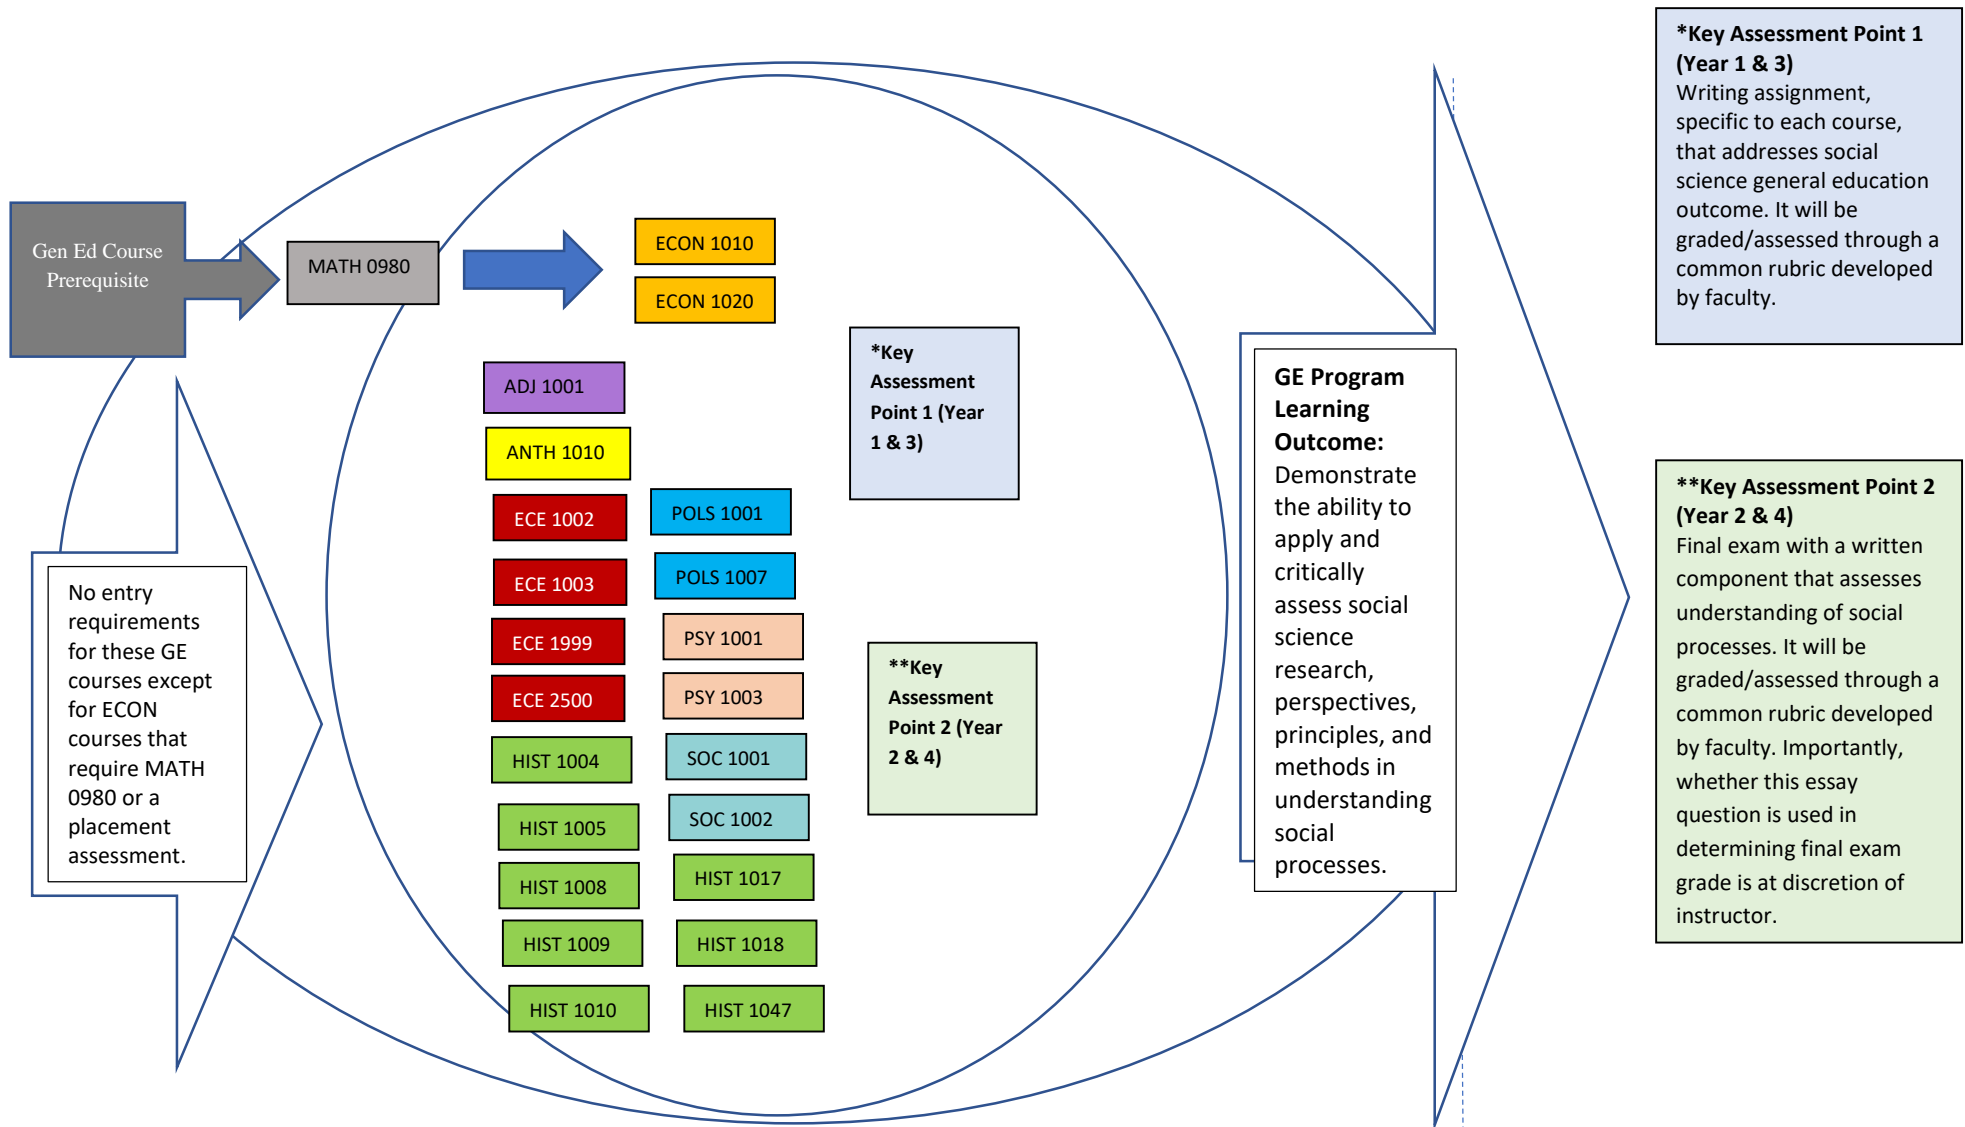 Gen Ed Course
Prerequisite
MATH 0980
ECON 1010
ECON 1020
ADJ 1001
ANTH 1010
ECE 1002
ECE 1003
ECE 1999
ECE 2500
HIST 1004
HIST 1005
HIST 1008
HIST 1009
HIST 1010
POLS 1001
POLS 1007
PSY 1001
PSY 1003
SOC 1001
SOC 1002
HIST 1017
HIST 1018
HIST 1047
No entry
requirements
for these GE
courses except
for ECON
courses that
require MATH
0980 or a
placement
assessment.
*Key
Assessment
Point 1 (Year
1 & 3)
**Key
Assessment
Point 2 (Year
2 & 4)
GE Program
Learning
Outcome:
Demonstrate
the ability to
apply and
critically
assess social
science
research,
perspectives,
principles, and
methods in
understanding
social
processes.
*Key Assessment Point 1
(Year 1 & 3)
Writing assignment,
specific to each course,
that addresses social
science general education
outcome. It will be
graded/assessed through a
common rubric developed
by faculty.
**Key Assessment Point 2
(Year 2 & 4)
Final exam with a written
component that assesses
understanding of social
processes. It will be
graded/assessed through a
common rubric developed
by faculty. Importantly,
whether this essay
question is used in
determining final exam
grade is at discretion of
instructor.